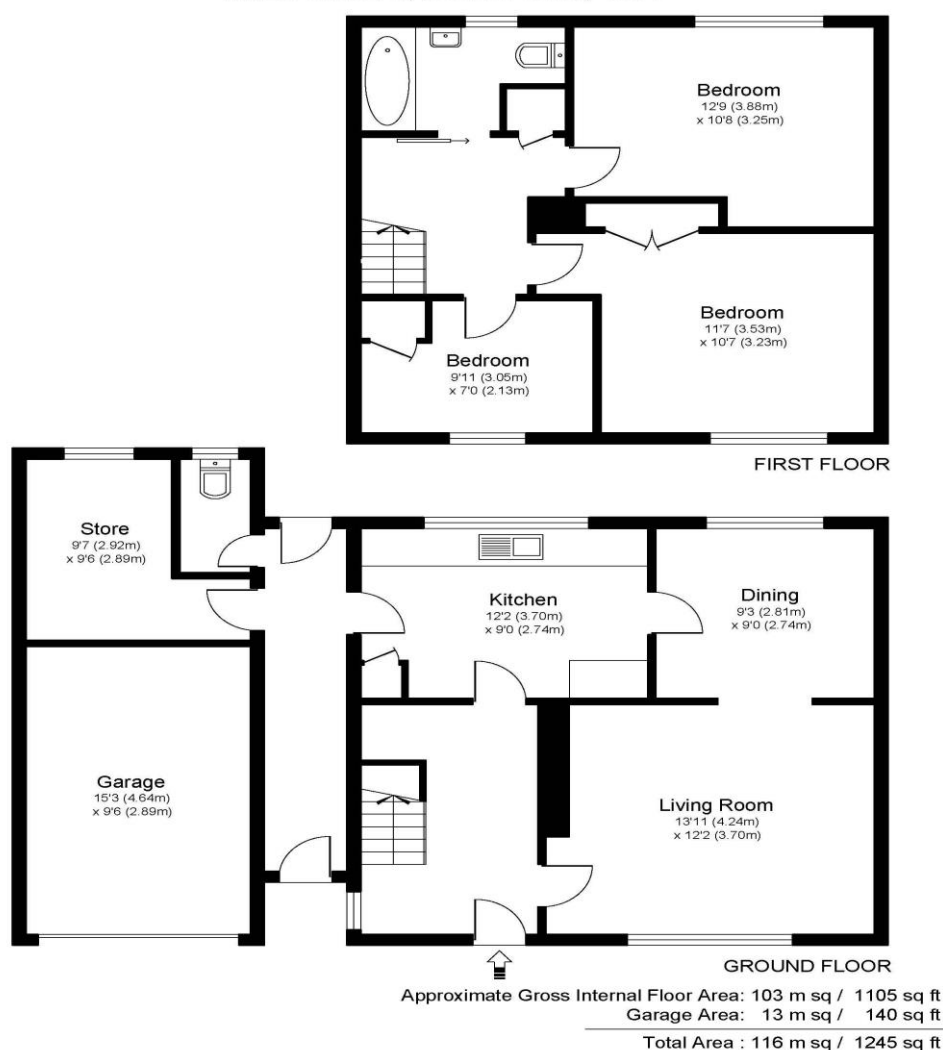 Bedroom
12'9 (3.88m)
x 10'8 (3.25m)
Bedroom
11'7 (3.53m)
x 10'7 (3.23m)
Bedroom
9'11 (3.05m)
x 7'0 (2.13m)
FIRST FLOOR
Store
9'7 (2.92m)
x 9'6 (2.89m)
Kitchen
12'2 (3.70m)
x 9'0 (2.74m)
Dining
9'3 (2.81m)
x 9'0 (2.74m)
Garage
15'3 (4.64m)
x 9'6 (2.89m)
Living Room
13'11 (4.24m)
x 12'2 (3.70m)
GROUND FLOOR
Approximate Gross Internal Floor Area: 103 m sq / 1105 sq ft
Garage Area: 13 m sq / 140 sq ft
Total Area : 116 m sq / 1245 sq ft